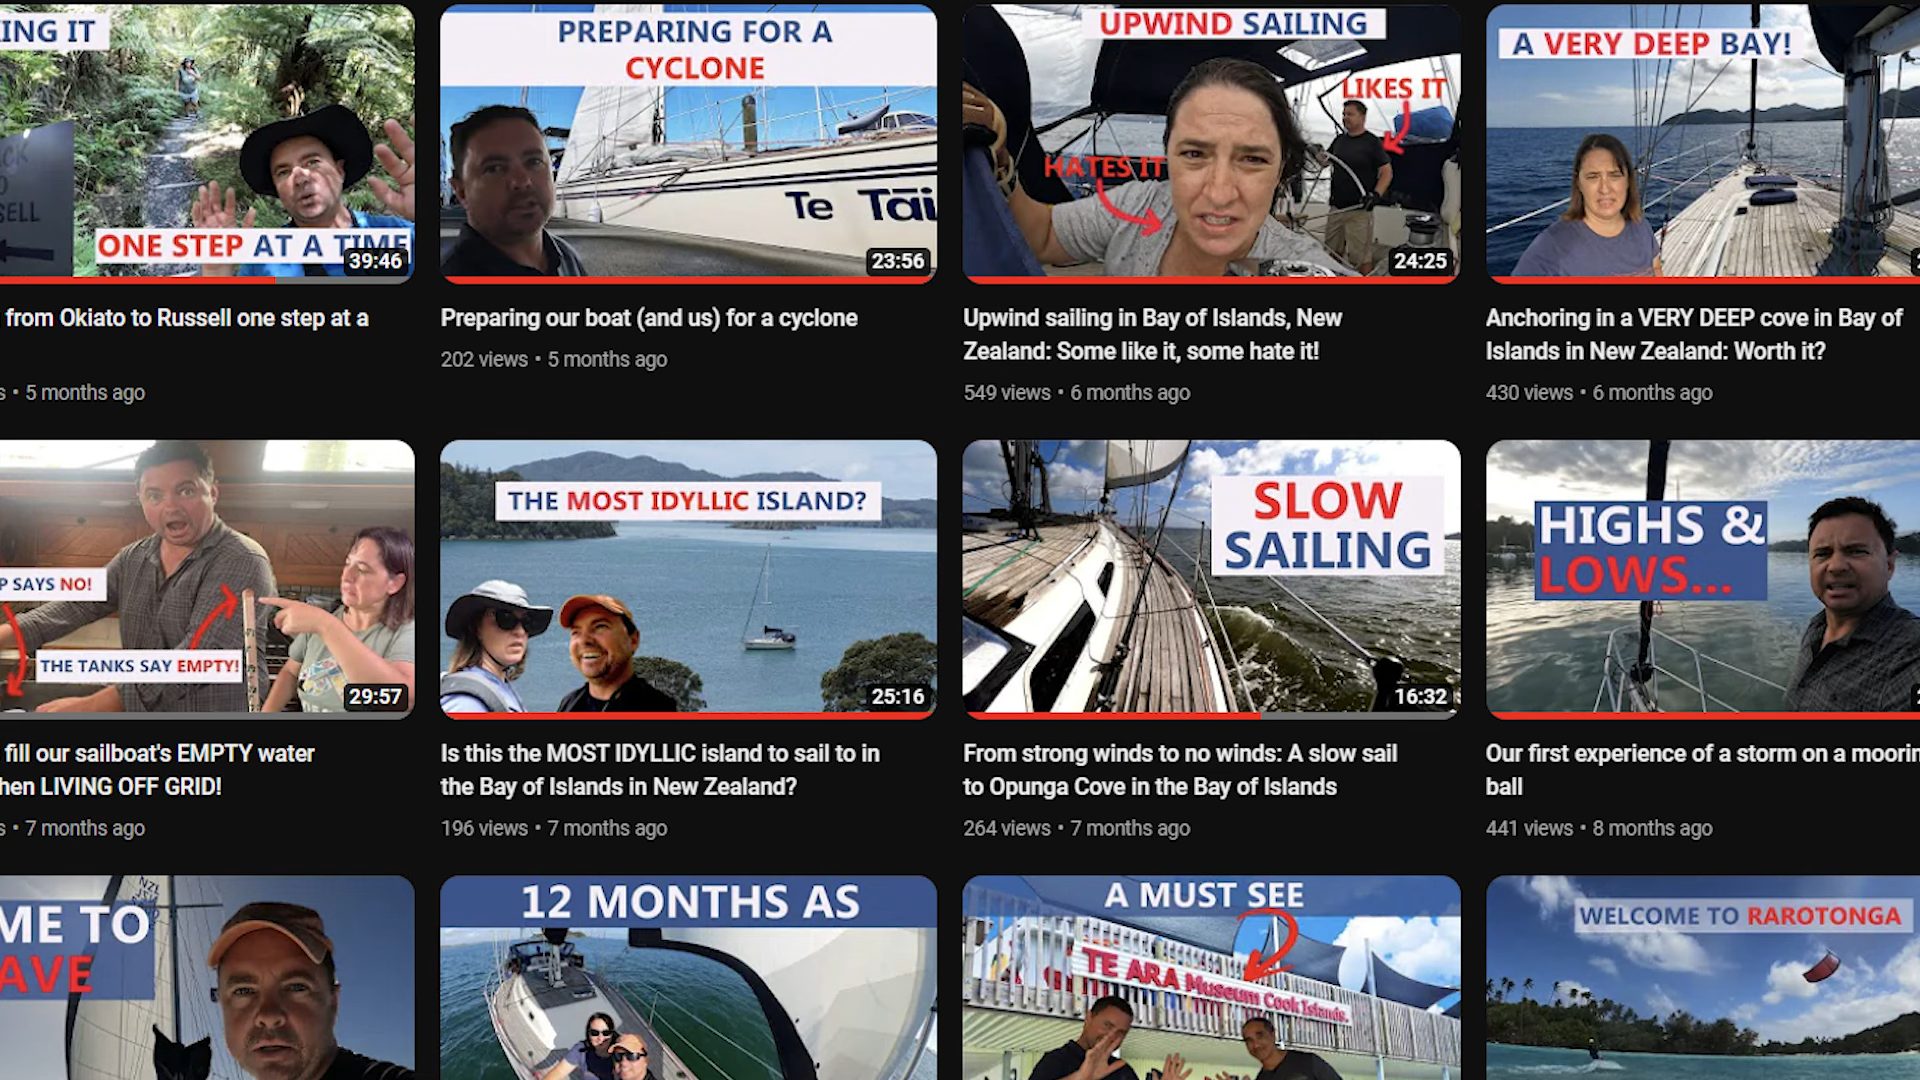 ING IT
ONE STEP AT A TIME
39:46
SELL
from Okiato to Russell one step at a
s • 5 months ago
PREPARING FOR A
CYCLONE
Te Tāi
23:56
Preparing our boat (and us) for a cyclone
202 views • 5 months ago
UPWIND SAILING
LIKES IT
HATES IT
24:25
Upwind sailing in Bay of Islands, New
Zealand: Some like it, some hate it!
549 views • 6 months ago
A VERY DEEP BAY!
Anchoring in a VERY DEEP cove in Bay of
Islands in New Zealand: Worth it?
430 views • 6 months ago
P SAYS NO!
THE TANKS SAY EMPTY!
29:57
fill our sailboat's EMPTY water
hen LIVING OFF GRID!
s • 7 months ago
THE MOST IDYLLIC ISLAND?
25:16
Is this the MOST IDYLLIC island to sail to in
the Bay of Islands in New Zealand?
196 views • 7 months ago
SLOW
SAILING
16:32
From strong winds to no winds: A slow sail
to Opunga Cove in the Bay of Islands
264 views • 7 months ago
HIGHS &
LOWS...
Our first experience of a storm on a moorin
ball
441 views • 8 months ago
ME TO
AVE
12 MONTHS AS
A MUST SEE
TE ARA Museum Cook Islands.
WELCOME TO RAROTONGA